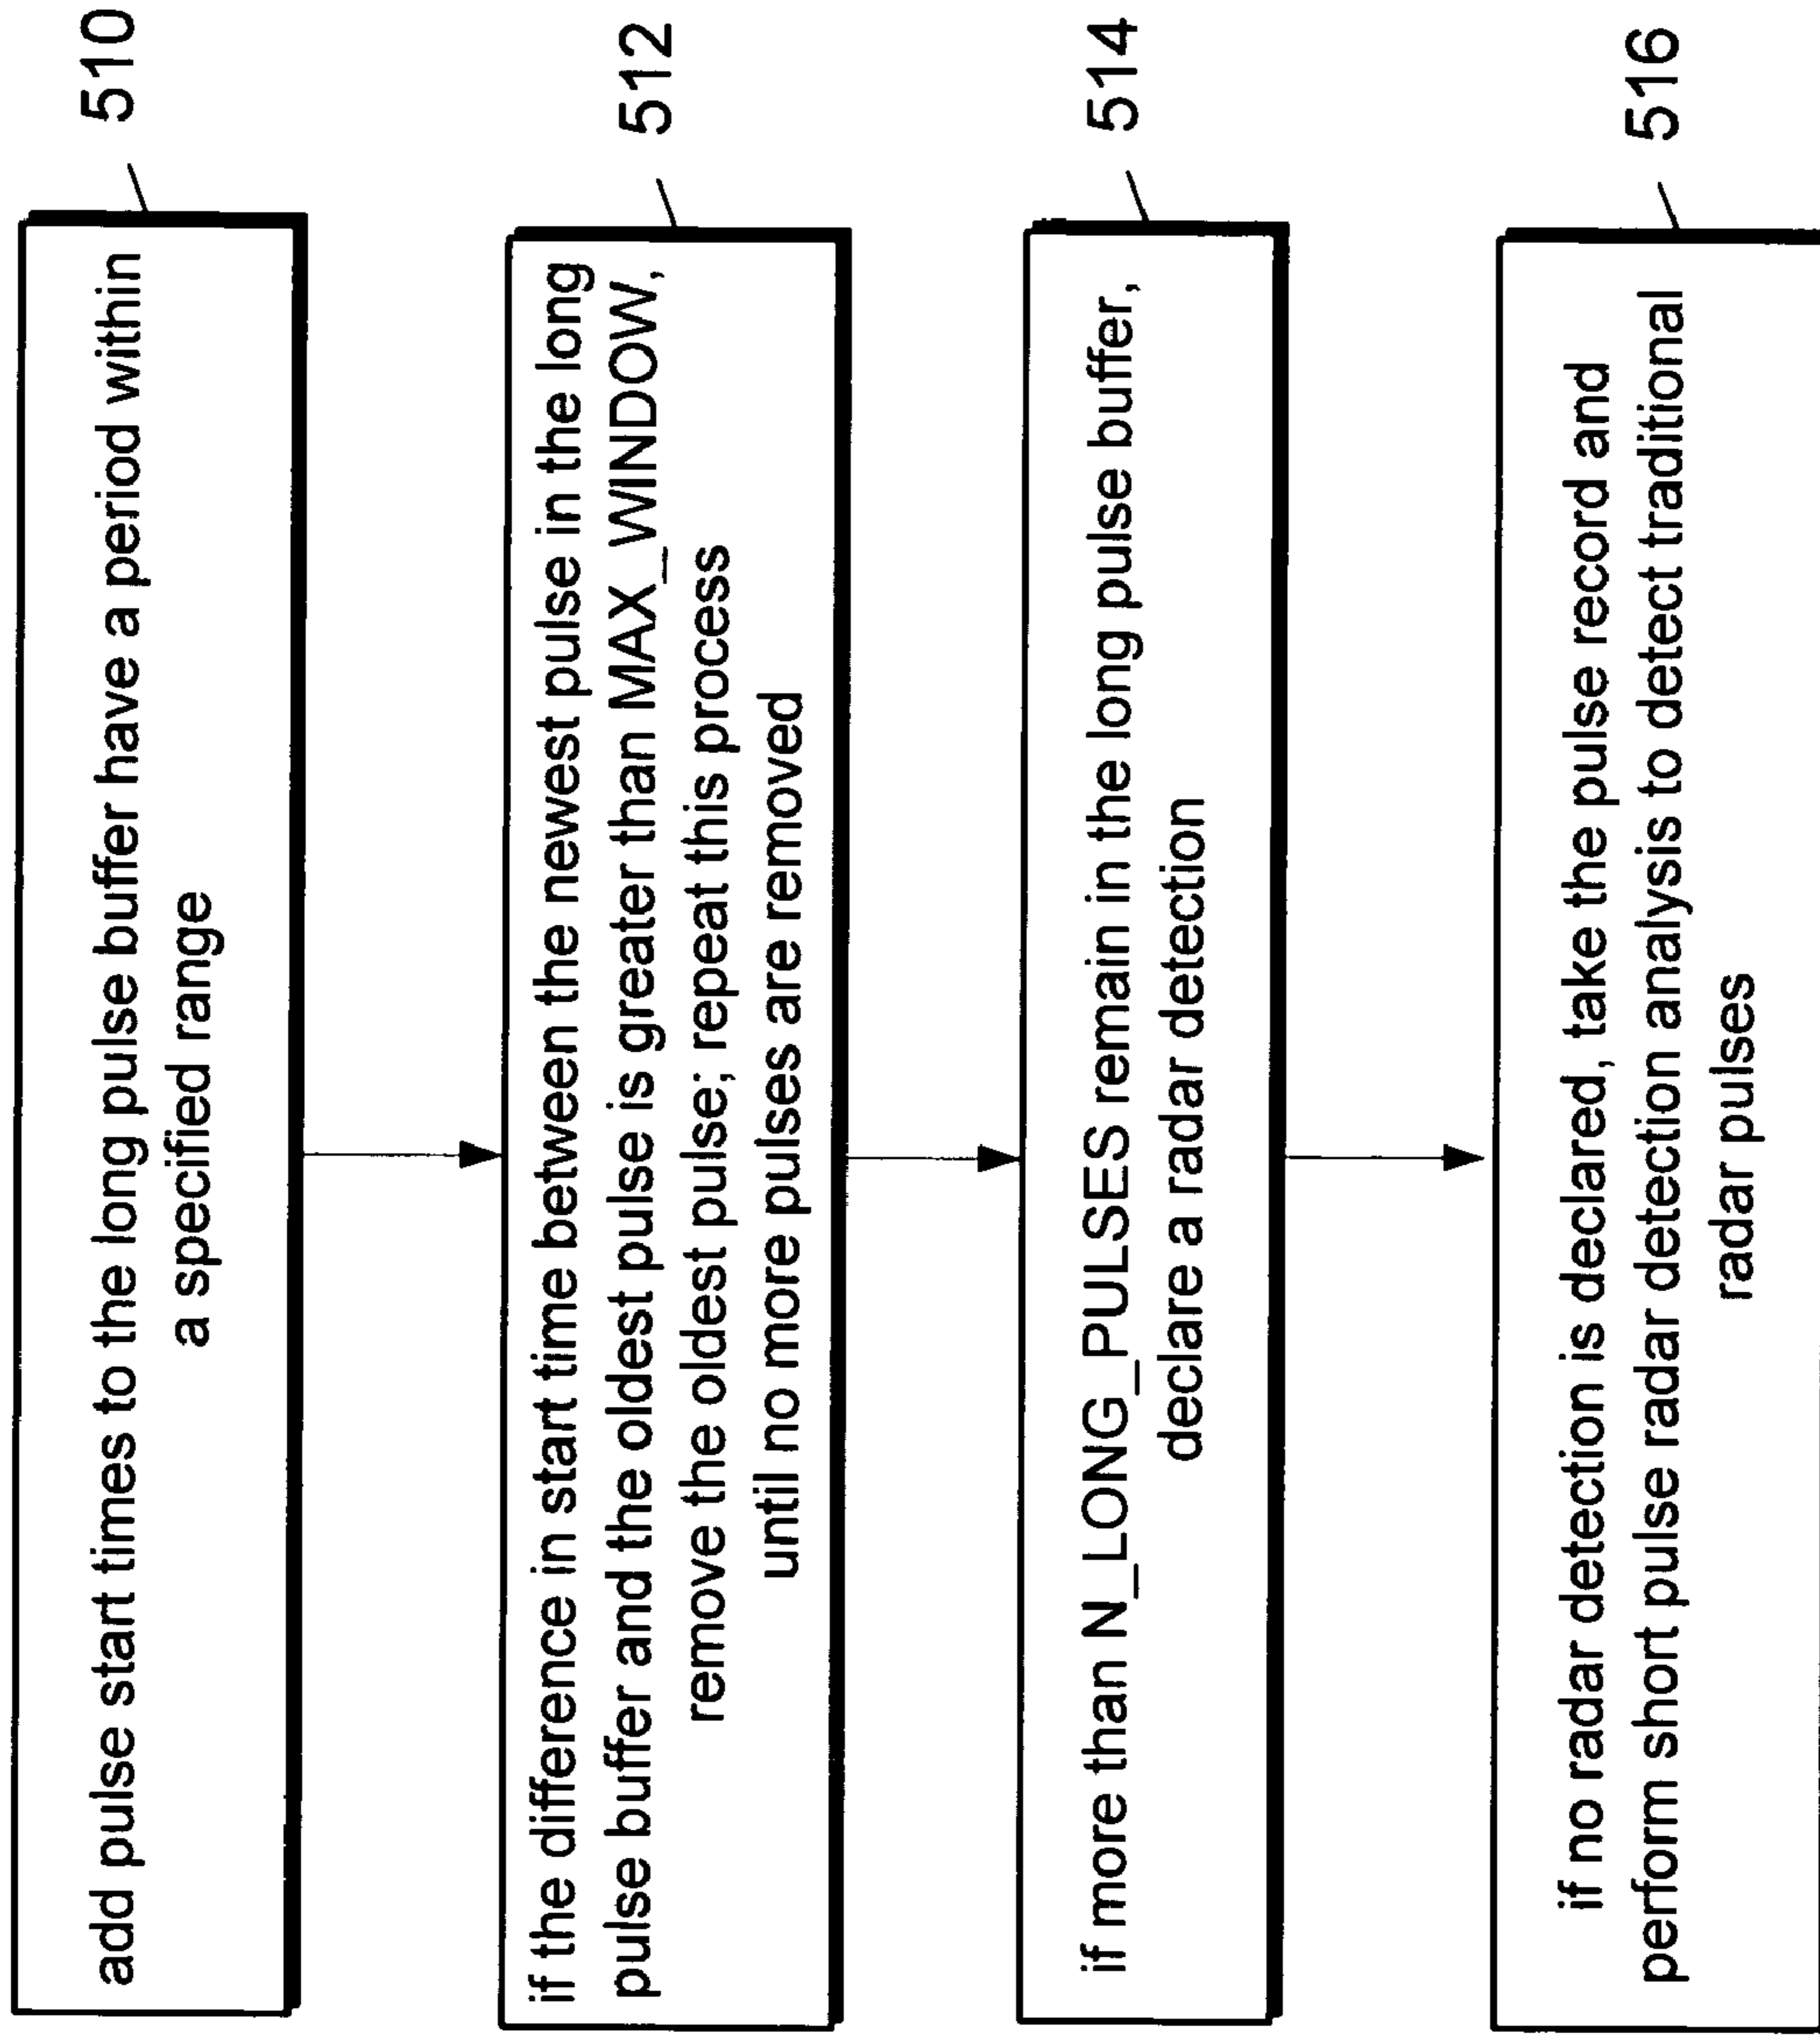 add pulse start times to the long pulse buffer have a period within
a specified range
510
if the difference in start time between the newest pulse in the long
pulse buffer and the oldest pulse is greater than MAX_WINDOW,
remove the oldest pulse; repeat this process
until no more pulses are removed
512
if more than N_LONG_PULSES remain in the long pulse buffer,
declare a radar detection
514
if no radar detection is declared, take the pulse record and
perform short pulse radar detection analysis to detect traditional
radar pulses
516